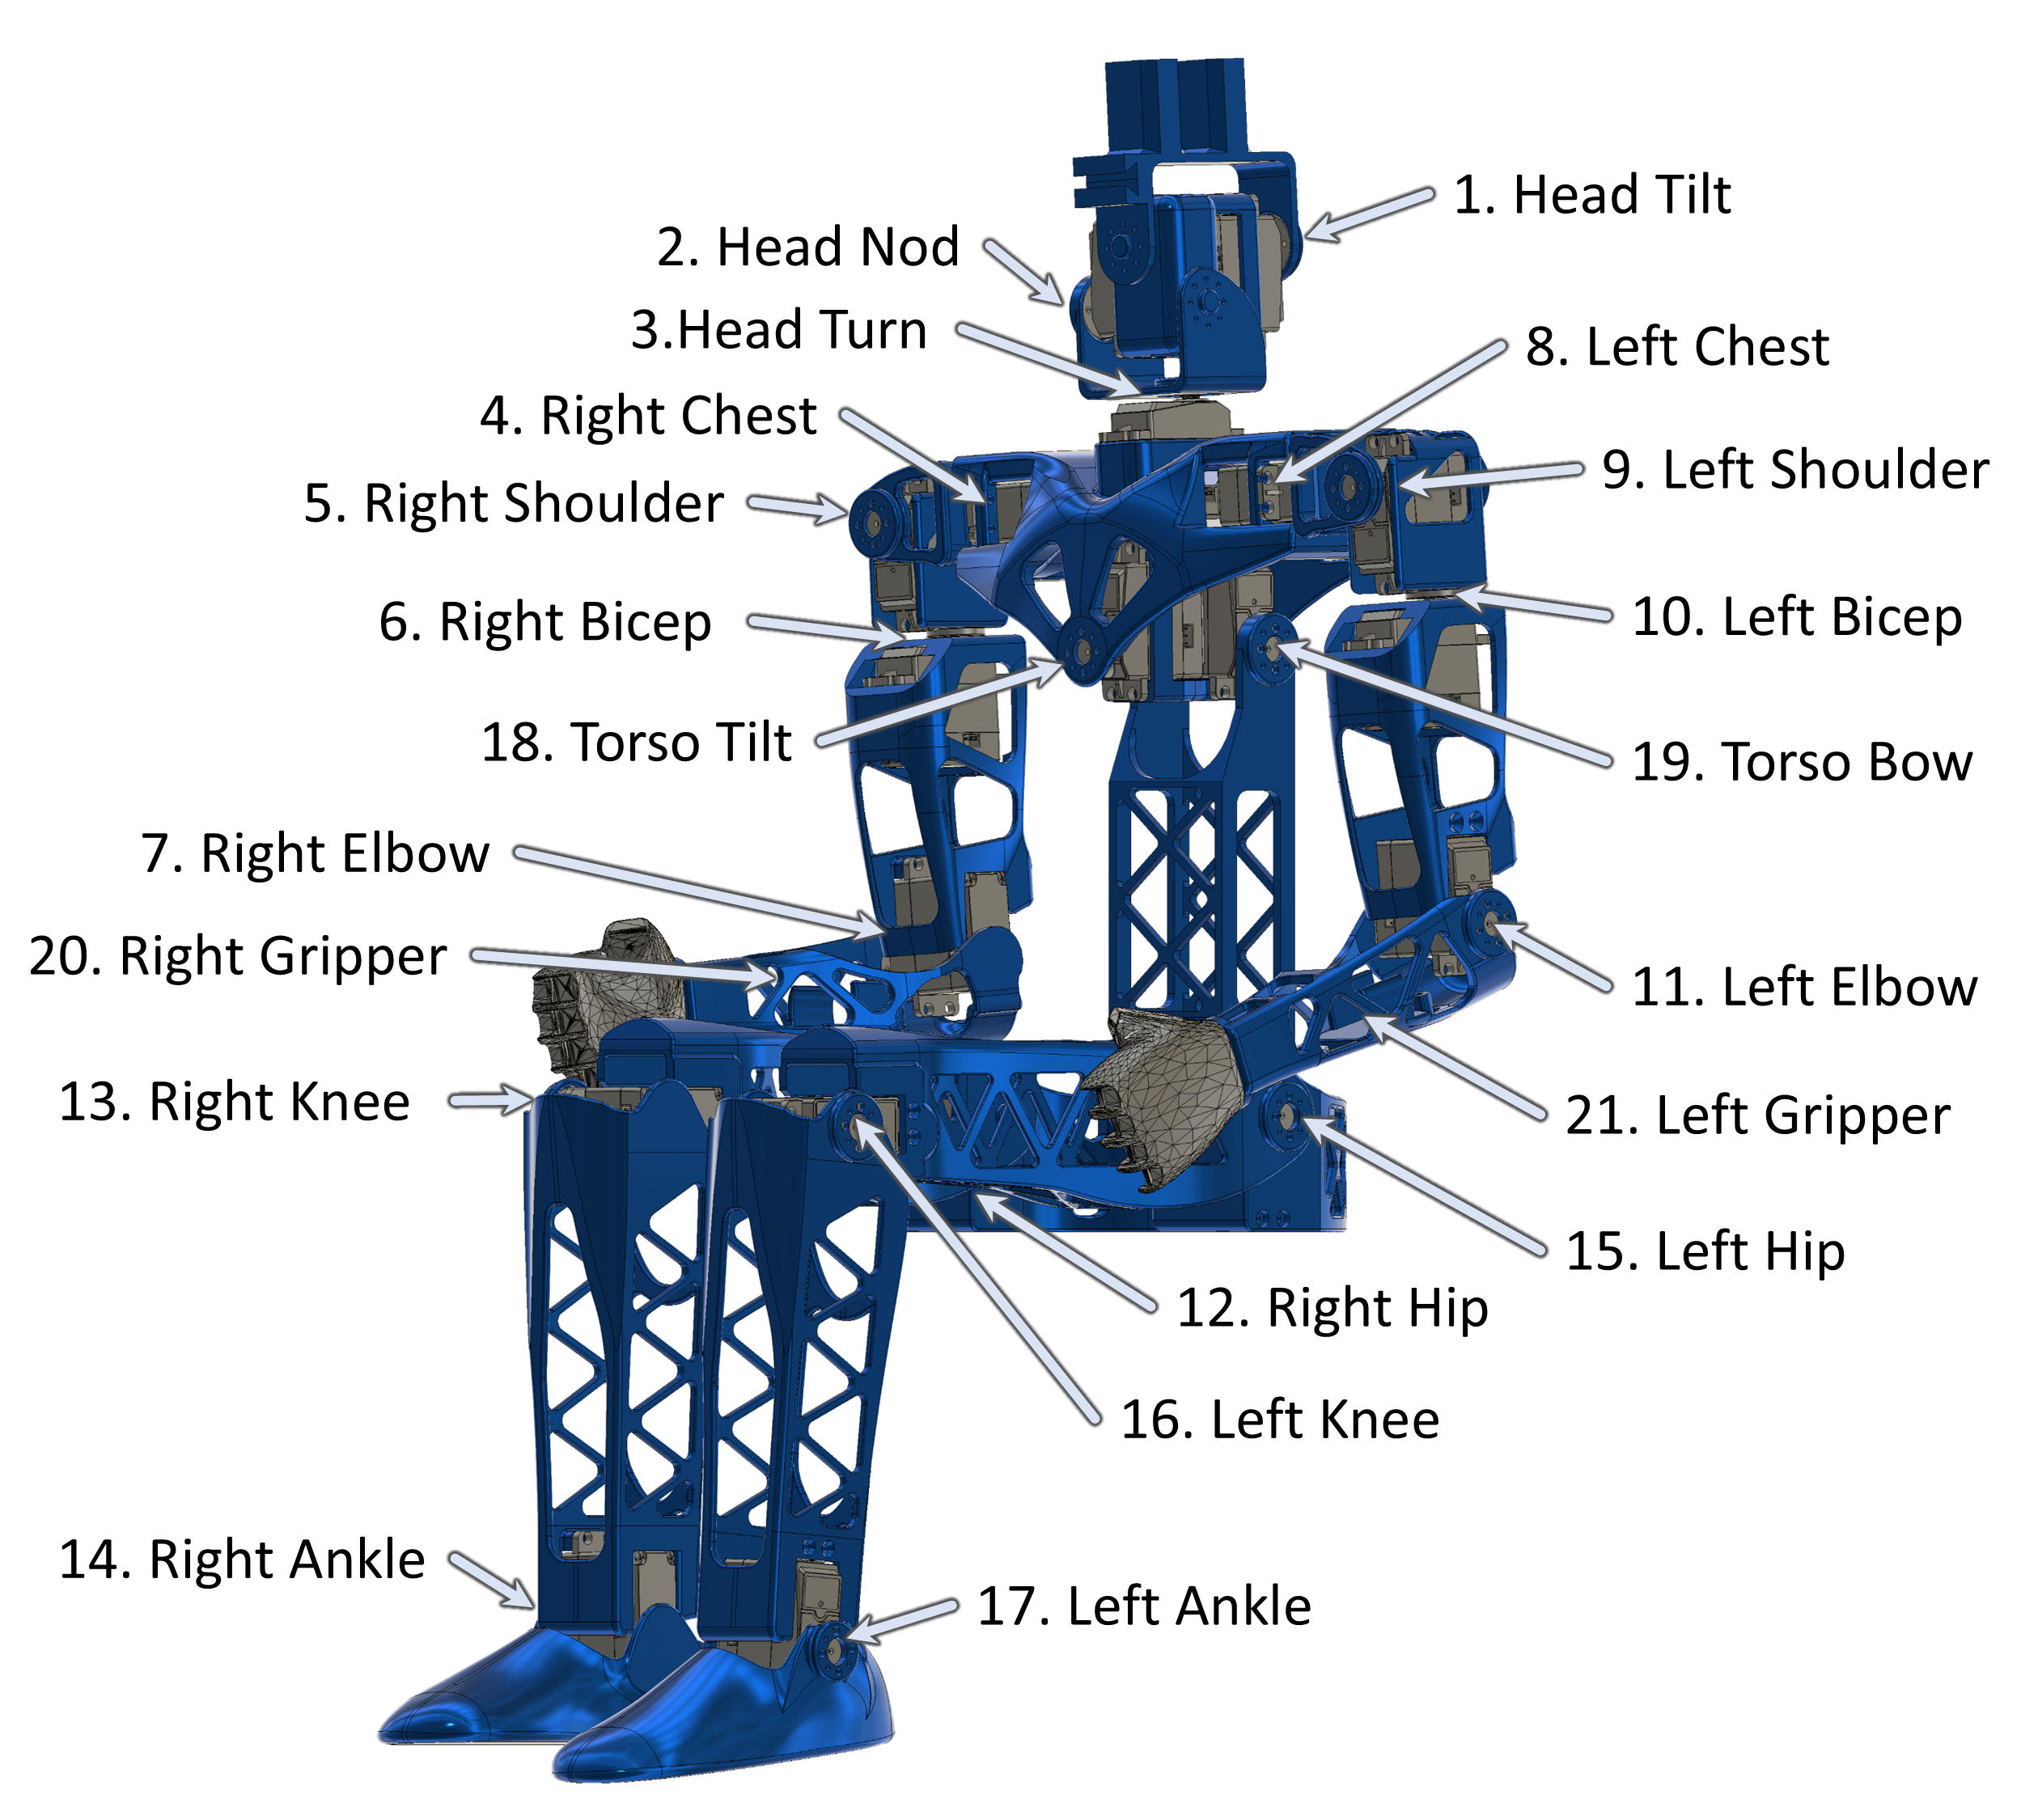 1. Head Tilt
2. Head Nod
3.Head Turn
8. Left Chest
4. Right Chest
9. Left Shoulder
5. Right Shoulder
10. Left Bicep
6. Right Bicep
18. Torso Tilt
19. Torso Bow
7. Right Elbow
20. Right Gripper
11. Left Elbow
13. Right Knee
21. Left Gripper
15. Left Hip
12. Right Hip
16. Left Knee
14. Right Ankle
17. Left Ankle